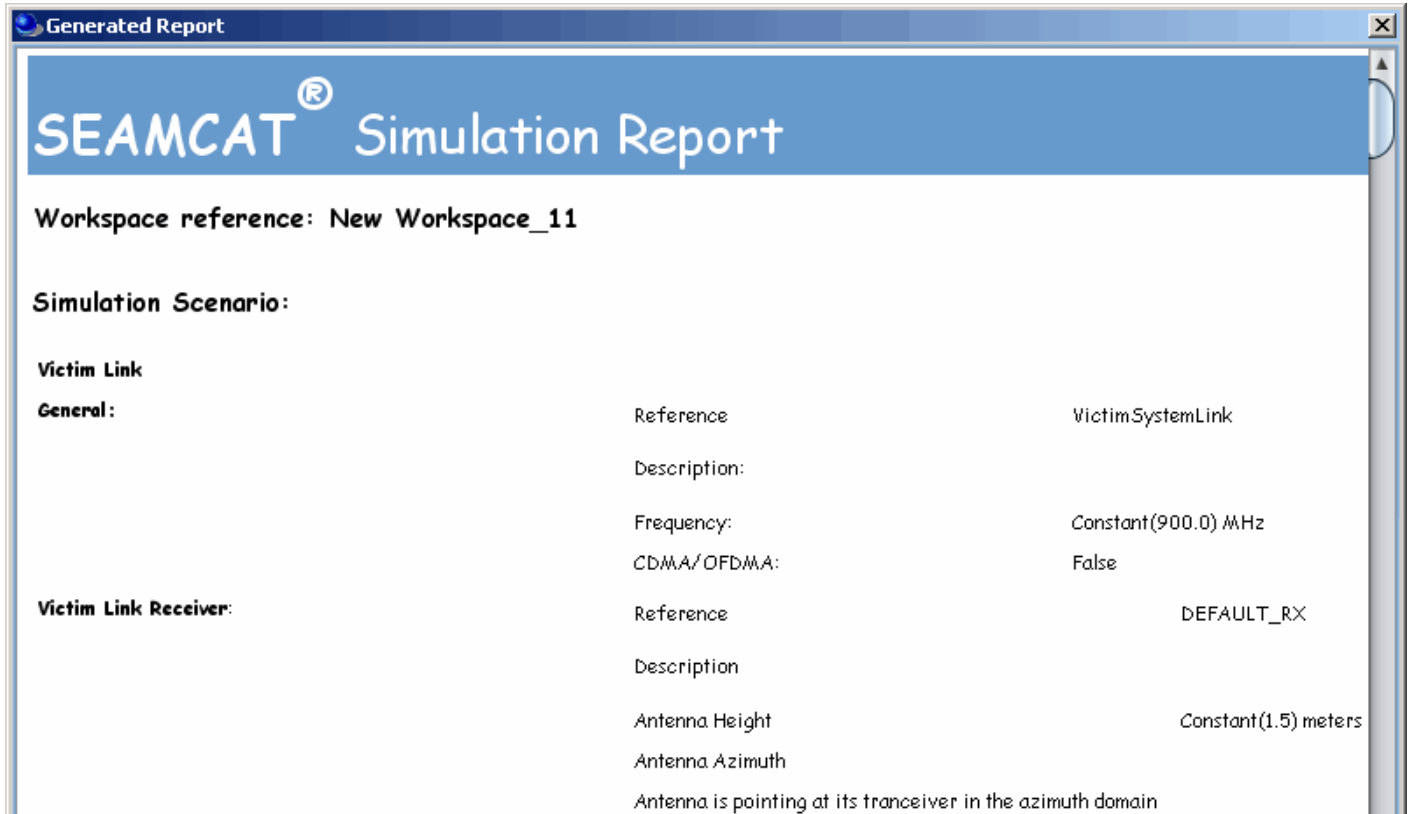 Generated Report
SEAMCAT® Simulation Report
Workspace reference: New Workspace_11
Simulation Scenario:
Victim Link
General:
Reference VictimSystemLink
Description:
Frequency: Constant(900.0) MHz
CDMA/OFDMA: False
Victim Link Receiver:
Reference DEFAULT_RX
Description
Antenna Height Constant(1.5) meters
Antenna Azimuth
Antenna is pointing at its tranceiver in the azimuth domain